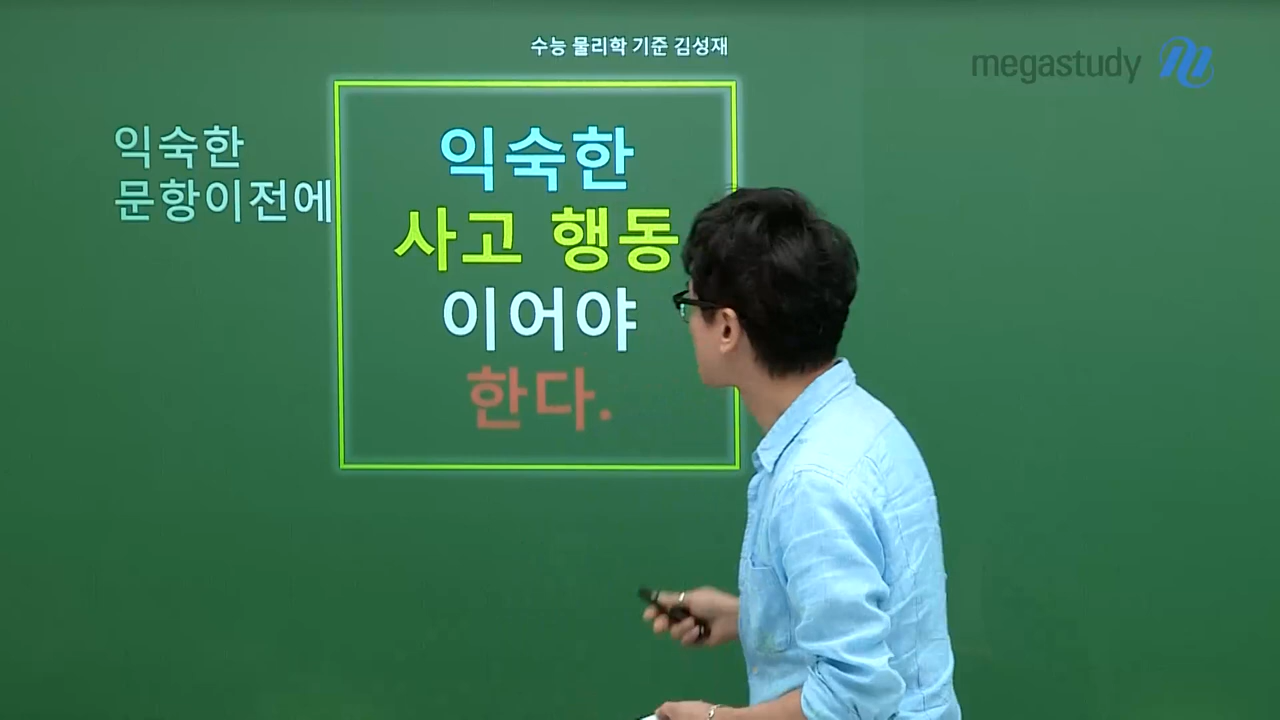 수능 물리학 기준 김성재
megastudy
익숙한
문항이전에
익숙한
사고 행동
이어야
한다.